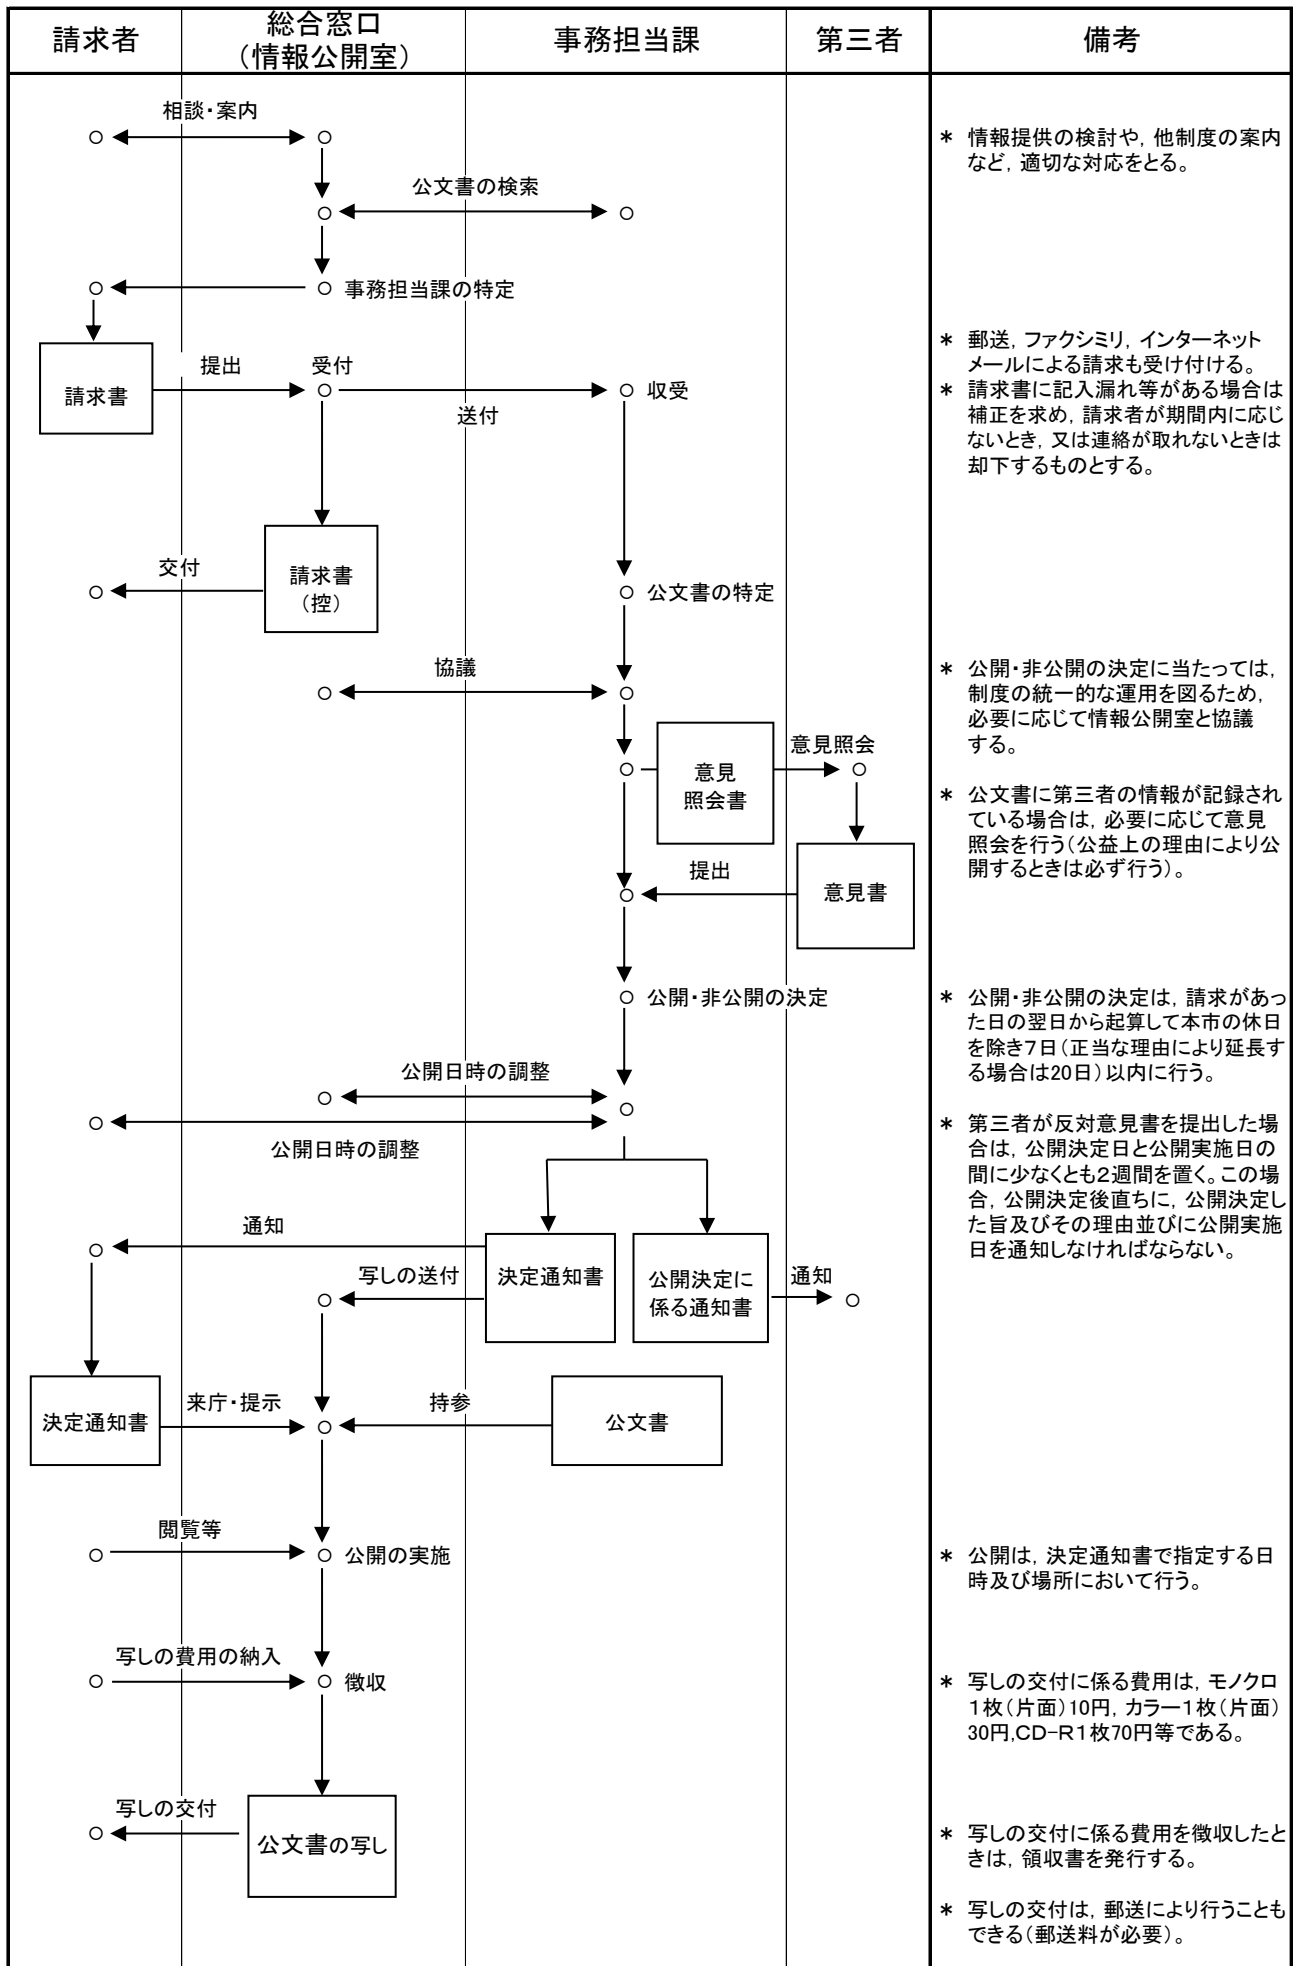 請求者
総合窓口
（情報公開室）
事務担当課
第三者
備考
相談・案内
＊ 情報提供の検討や，他制度の案内
など，適切な対応をとる。
公文書の検索
事務担当課の特定
請求書
提出
受付
送付
収受
＊ 郵送，ファクシミリ，インターネット
メールによる請求も受け付ける。
＊ 請求書に記入漏れ等がある場合は
補正を求め，請求者が期間内に応じ
ないとき，又は連絡が取れないときは
却下するものとする。
交付
請求書
（控）
公文書の特定
協議
＊ 公開・非公開の決定に当たっては，
制度の統一的な運用を図るため，
必要に応じて情報公開室と協議
する。
意見
照会書
意見照会
＊ 公文書に第三者の情報が記録され
ている場合は，必要に応じて意見
照会を行う（公益上の理由により公
開するときは必ず行う）。
提出
意見書
公開・非公開の決定
＊ 公開・非公開の決定は，請求があっ
た日の翌日から起算して本市の休日
を除き７日（正当な理由により延長す
る場合は20日）以内に行う。
公開日時の調整
公開日時の調整
＊ 第三者が反対意見書を提出した場
合は，公開決定日と公開実施日の
間に少なくとも２週間を置く。この場
合，公開決定後直ちに，公開決定し
た旨及びその理由並びに公開実施
日を通知しなければならない。
通知
写しの送付
決定通知書
公開決定に
係る通知書
通知
決定通知書
来庁・提示
持参
公文書
閲覧等
公開の実施
＊ 公開は，決定通知書で指定する日
時及び場所において行う。
写しの費用の納入
徴収
＊ 写しの交付に係る費用は，モノクロ
１枚（片面）10円，カラー１枚（片面）
30円,CD-R１枚70円等である。
写しの交付
公文書の写し
＊ 写しの交付に係る費用を徴収したと
きは，領収書を発行する。
＊ 写しの交付は，郵送により行うことも
できる（郵送料が必要）。